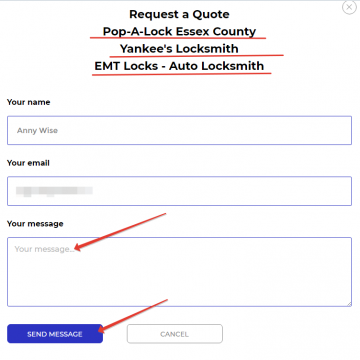 Request a Quote
Pop-A-Lock Essex County
Yankee's Locksmith
EMT Locks - Auto Locksmith
Your name
Anny Wise
Your email
Your message
Your message.
SEND MESSAGE
CANCEL